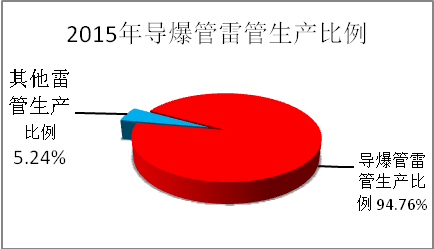 2015年导爆管雷管生产比例
其他雷
管生产
比例
5.24%
导爆管雷
管生产比
例 94.76%